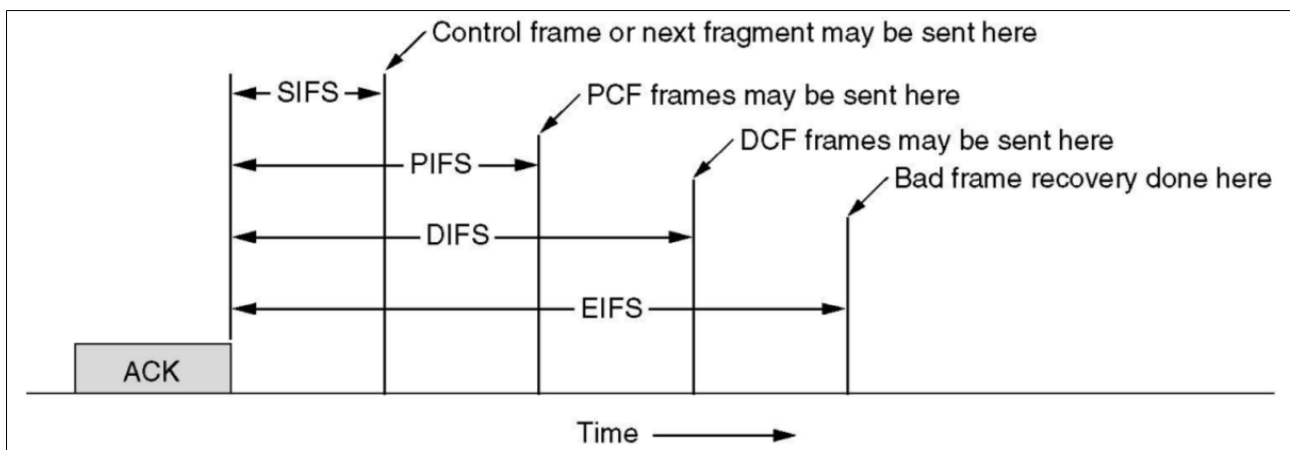 Control frame or next fragment may be sent here
SIFS
PCF frames may be sent here
PIFS
DCF frames may be sent here
Bad frame recovery done here
DIFS
EIFS
ACK
Time